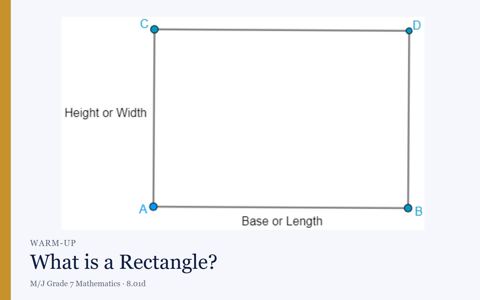 C
D
Height or Width
A
B
Base or Length
WARM-UP
What is a Rectangle?
M/J Grade 7 Mathematics · 8.01d